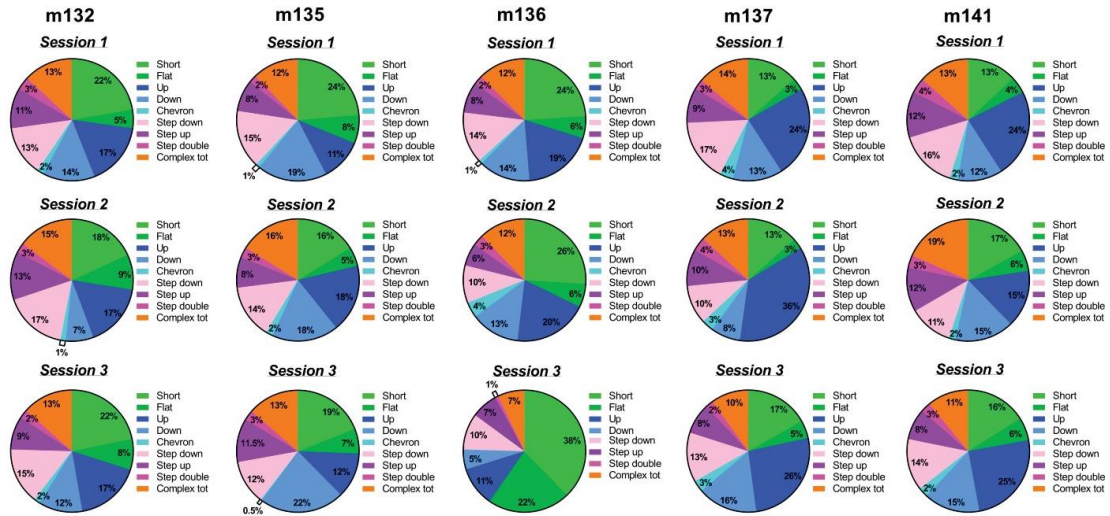 m132 m135 m136 m137 m141
Session 1 Session 1 Session 1 Session 1 Session 1
13% 22% 5% 17% 14% 2% 13% 11% 3%
Short
Flat
Up
Down
Chevron
Step down
Step up
Step double
Complex tot
12% 24% 8% 11% 19% 1% 15% 8% 2%
Short
Flat
Up
Down
Chevron
Step down
Step up
Step double
Complex tot
12% 24% 6% 19% 14% 1% 14% 8% 2%
Short
Flat
Up
Down
Chevron
Step down
Step up
Step double
Complex tot
14% 13% 3% 24% 13% 4% 17% 9% 3%
Short
Flat
Up
Down
Chevron
Step down
Step up
Step double
Complex tot
13% 13% 4% 24% 12% 2% 16% 12% 4%
Short
Flat
Up
Down
Chevron
Step down
Step up
Step double
Complex tot
Session 2 Session 2 Session 2 Session 2 Session 2
15% 18% 9% 17% 7% 1% 17% 13% 3%
Short
Flat
Up
Down
Chevron
Step down
Step up
Step double
Complex tot
16% 16% 5% 18% 18% 2% 14% 8% 3%
Short
Flat
Up
Down
Chevron
Step down
Step up
Step double
Complex tot
12% 26% 6% 20% 13% 4% 10% 6% 3%
Short
Flat
Up
Down
Chevron
Step down
Step up
Step double
Complex tot
13% 13% 3% 36% 8% 3% 10% 10% 4%
Short
Flat
Up
Down
Chevron
Step down
Step up
Step double
Complex tot
19% 17% 6% 15% 15% 2% 11% 12% 3%
Short
Flat
Up
Down
Chevron
Step down
Step up
Step double
Complex tot
Session 3 Session 3 Session 3 Session 3 Session 3
13% 22% 8% 17% 12% 2% 15% 9% 2%
Short
Flat
Up
Down
Chevron
Step down
Step up
Step double
Complex tot
13% 19% 7% 12% 22% 0.5% 12% 11.5% 3%
Short
Flat
Up
Down
Chevron
Step down
Step up
Step double
Complex tot
7% 38% 22% 11% 5% 10% 7% 1%
Short
Flat
Up
Down
Step down
Step up
Step double
Complex tot
10% 17% 5% 26% 16% 3% 13% 8% 2%
Short
Flat
Up
Down
Chevron
Step down
Step up
Step double
Complex tot
11% 16% 6% 25% 15% 2% 14% 8% 3%
Short
Flat
Up
Down
Chevron
Step down
Step up
Step double
Complex tot